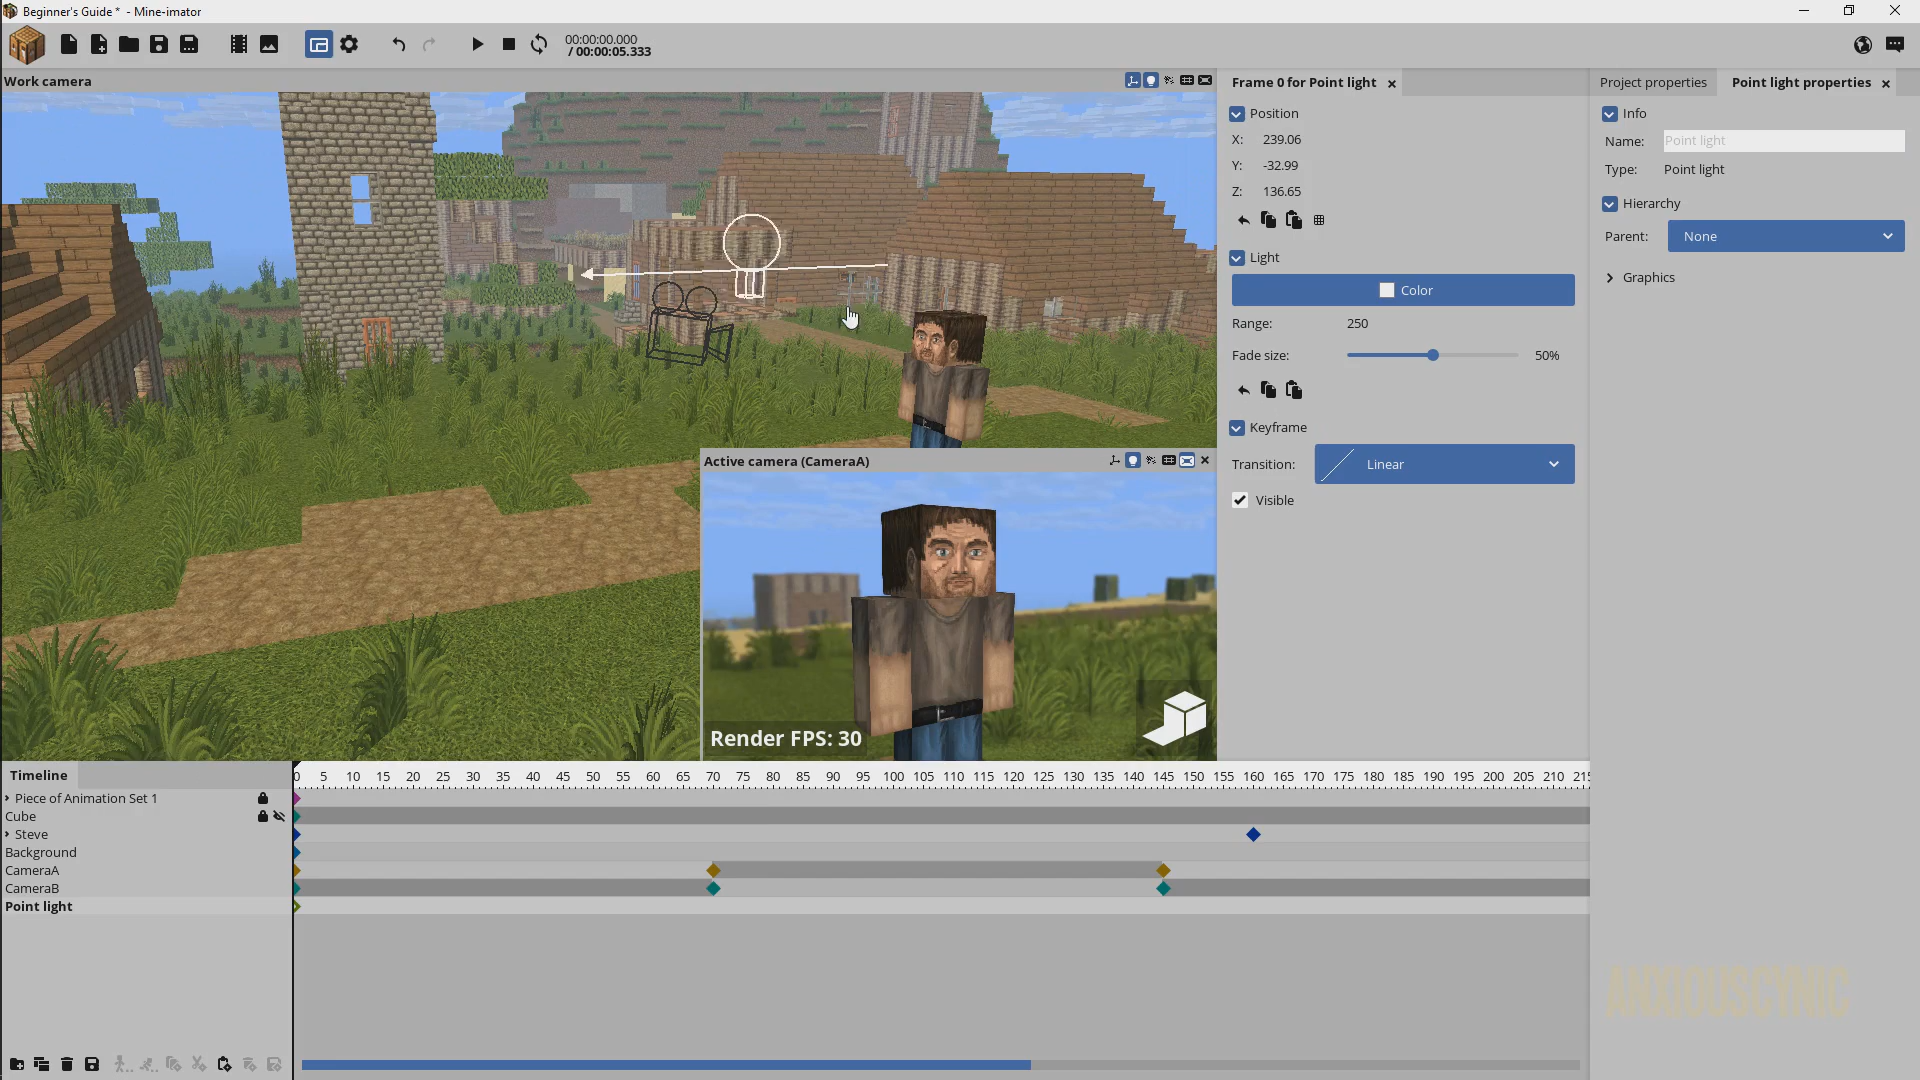 Beginner's Guide * - Mine-imator
00:00:00.000
/ 00:00:05.333
Work camera
Frame 0 for Point light
Project properties
Point light properties
Position
X: 239.06
Y: -32.99
Z: 136.65
Light
Color
Range: 250
Fade size: 50%
Keyframe
Transition: Linear
Visible
Info
Name: Point light
Type: Point light
Hierarchy
Parent: None
Graphics
Active camera (CameraA)
Render FPS: 30
Timeline
0 5 10 15 20 25 30 35 40 45 50 55 60 65 70 75 80 85 90 95 100 105 110 115 120 125 130 135 140 145 150 155 160 165 170 175 180 185 190 195 200 205 210 215
Piece of Animation Set 1
Cube
Steve
Background
CameraA
CameraB
Point light
ANXIOUSCYNIC